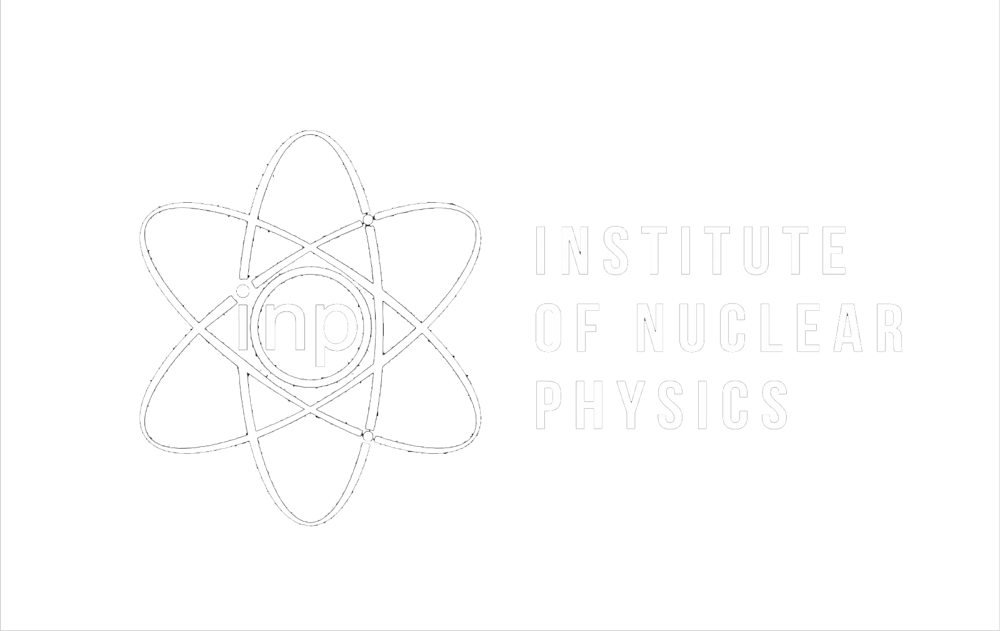 inp
INSTITUTE
OF NUCLEAR
PHYSICS